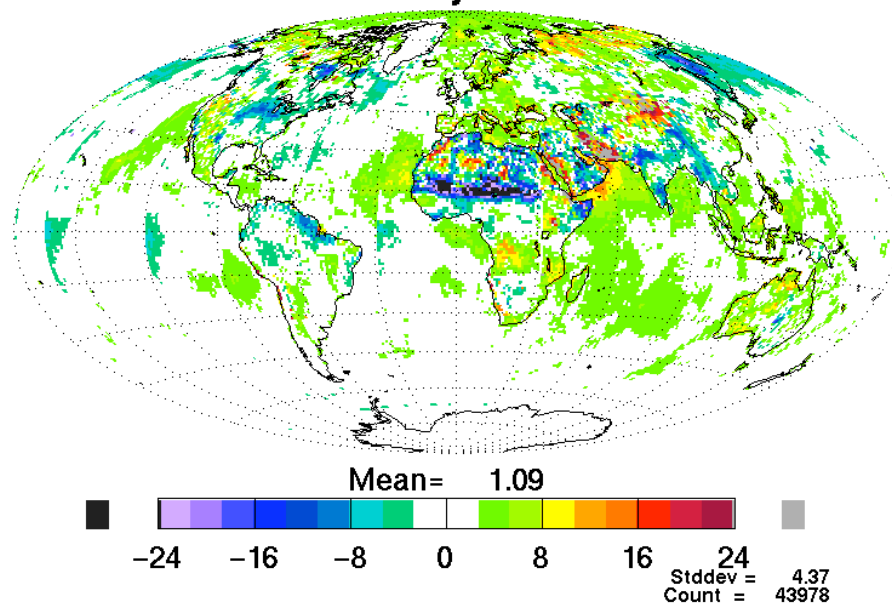 Mean= 1.09
−24 −16 −8 0 8 16 24
Stddev = 4.37
Count = 43978